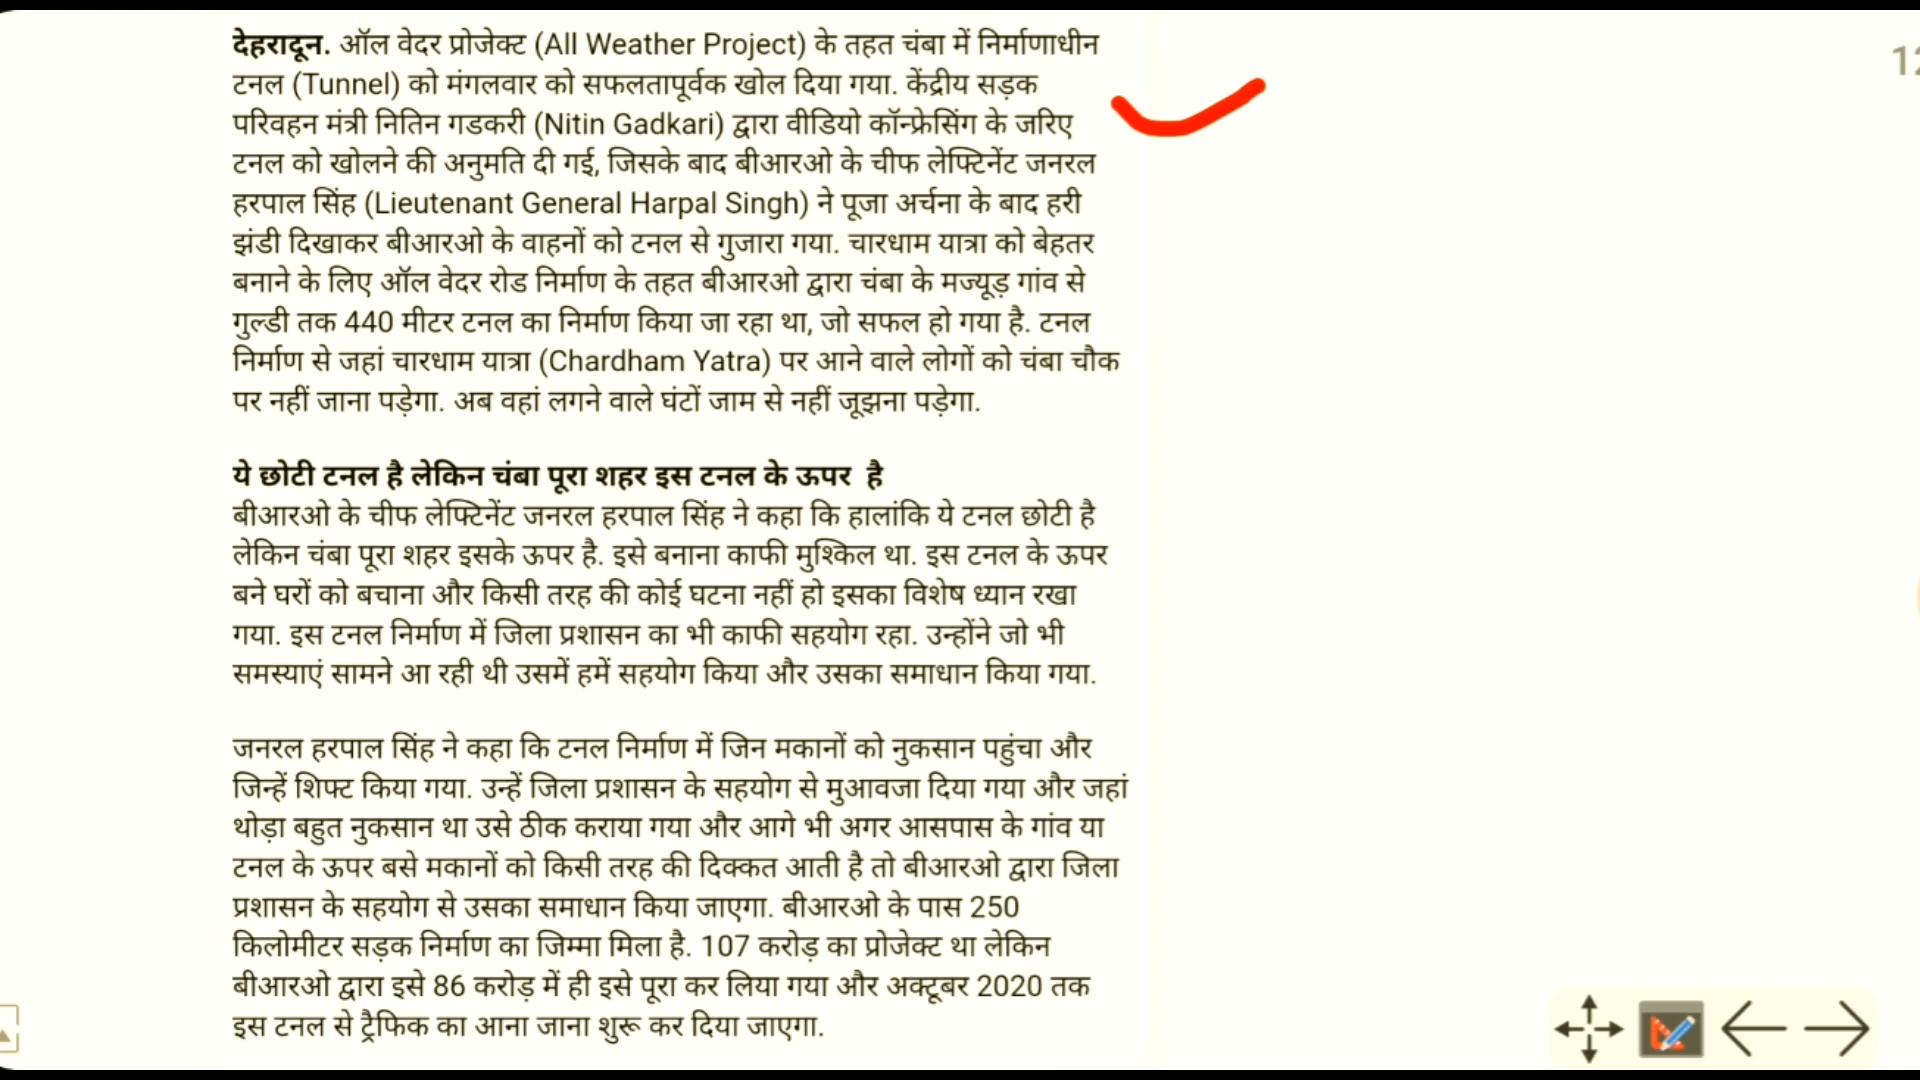 देहरादून. ऑल वेदर प्रोजेक्ट (All Weather Project) के तहत चंबा में निर्माणाधीन
टनल (Tunnel) को मंगलवार को सफलतापूर्वक खोल दिया गया. केंद्रीय सड़क
परिवहन मंत्री नितिन गडकरी (Nitin Gadkari) द्वारा वीडियो कॉन्फ्रेसिंग के जरिए
टनल को खोलने की अनुमति दी गई, जिसके बाद बीआरओ के चीफ लेफ्टिनेंट जनरल
हरपाल सिंह (Lieutenant General Harpal Singh) ने पूजा अर्चना के बाद हरी
झंडी दिखाकर बीआरओ के वाहनों को टनल से गुजारा गया. चारधाम यात्रा को बेहतर
बनाने के लिए ऑल वेदर रोड निर्माण के तहत बीआरओ द्वारा चंबा के मज्यूड़ गांव से
गुल्डी तक 440 मीटर टनल का निर्माण किया जा रहा था, जो सफल हो गया है. टनल
निर्माण से जहां चारधाम यात्रा (Chardham Yatra) पर आने वाले लोगों को चंबा चौक
पर नहीं जाना पड़ेगा. अब वहां लगने वाले घंटों जाम से नहीं जूझना पड़ेगा.
ये छोटी टनल है लेकिन चंबा पूरा शहर इस टनल के ऊपर है
बीआरओ के चीफ लेफ्टिनेंट जनरल हरपाल सिंह ने कहा कि हालांकि ये टनल छोटी है
लेकिन चंबा पूरा शहर इसके ऊपर है. इसे बनाना काफी मुश्किल था. इस टनल के ऊपर
बने घरों को बचाना और किसी तरह की कोई घटना नहीं हो इसका विशेष ध्यान रखा
गया. इस टनल निर्माण में जिला प्रशासन का भी काफी सहयोग रहा. उन्होंने जो भी
समस्याएं सामने आ रही थी उसमें हमें सहयोग किया और उसका समाधान किया गया.
जनरल हरपाल सिंह ने कहा कि टनल निर्माण में जिन मकानों को नुकसान पहुंचा और
जिन्हें शिफ्ट किया गया. उन्हें जिला प्रशासन के सहयोग से मुआवजा दिया गया और जहां
थोड़ा बहुत नुकसान था उसे ठीक कराया गया और आगे भी अगर आसपास के गांव या
टनल के ऊपर बसे मकानों को किसी तरह की दिक्कत आती है तो बीआरओ द्वारा जिला
प्रशासन के सहयोग से उसका समाधान किया जाएगा. बीआरओ के पास 250
किलोमीटर सड़क निर्माण का जिम्मा मिला है. 107 करोड़ का प्रोजेक्ट था लेकिन
बीआरओ द्वारा इसे 86 करोड़ में ही इसे पूरा कर लिया गया और अक्टूबर 2020 तक
इस टनल से ट्रैफिक का आना जाना शुरू कर दिया जाएगा.